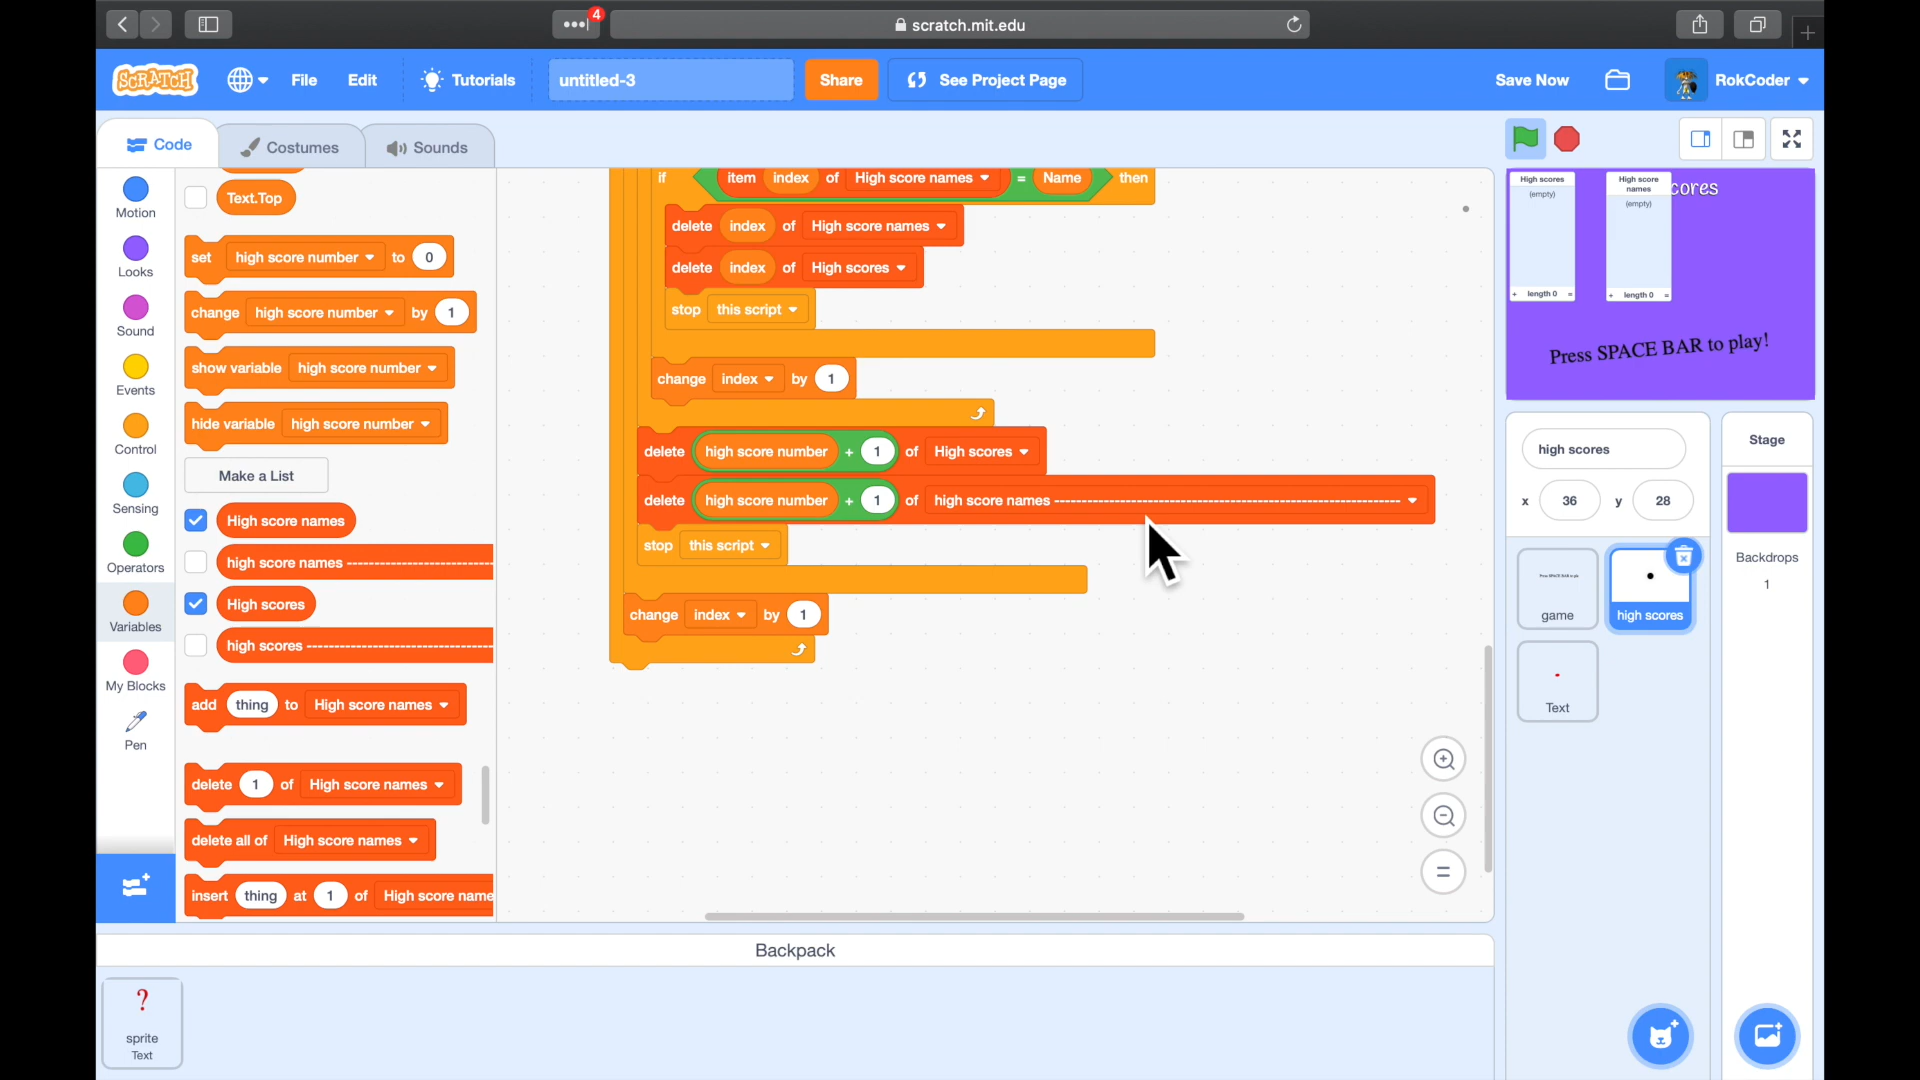 4
scratch.mit.edu
SCRATCH
File
Edit
Tutorials
untitled-3
Share
See Project Page
Save Now
RokCoder
Code
Costumes
Sounds
Motion
Looks
Sound
Events
Control
Sensing
Operators
Variables
My Blocks
Pen
Text.Top
set high score number to 0
change high score number by 1
show variable high score number
hide variable high score number
Make a List
High score names
high score names ----------------------------
High scores
high scores -----------------------------------
add thing to High score names
delete 1 of High score names
delete all of High score names
insert thing at 1 of High score name
if item index of High score names = Name then
delete index of High score names
delete index of High scores
stop this script
change index by 1
delete high score number + 1 of High scores
delete high score number + 1 of high score names -----------------------------------------------------------------
stop this script
change index by 1
High scores
(empty)
+ length 0 =
High score
names
(empty)
+ length 0 =
cores
Press SPACE BAR to play!
high scores
x 36 y 28
Stage
Backdrops
1
Press SPACE BAR to pla
game
high scores
Text
Backpack
?
sprite
Text